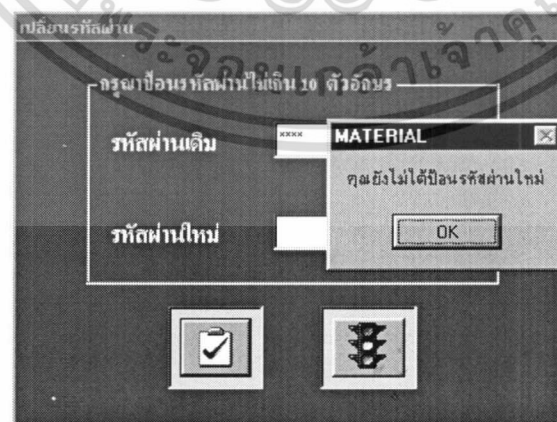 เปลี่ยนรหัสผ่าน
กรุณาป้อนรหัสผ่านไม่เกิน 10 ตัวอักษร
รหัสผ่านเดิม
xxxx
MATERIAL
คุณยังไม่ได้ป้อนรหัสผ่านใหม่
OK
รหัสผ่านใหม่